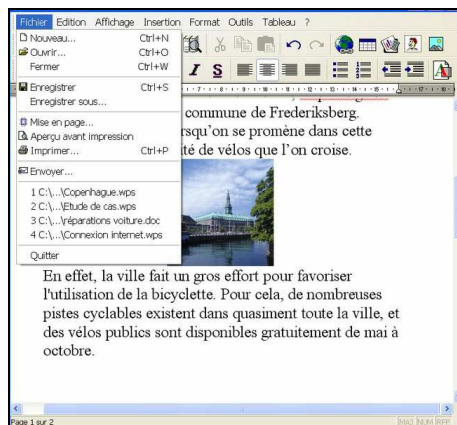 Fichier Edition Affichage Insertion Format Outils Tableau ?
Nouveau... Ctrl+N
Ouvrir... Ctrl+O
Fermer Ctrl+W
Enregistrer Ctrl+S
Enregistrer sous...
Mise en page...
Aperçu avant impression
Imprimer... Ctrl+P
Envoyer...
1 C:\...\Copenhague.wps
2 C:\...\Etude de cas.wps
3 C:\...\réparations voiture.doc
4 C:\...\Connexion internet.wps
Quitter
commune de Frederiksberg.
rsqu'on se promène dans cette
té de vélos que l'on croise.
En effet, la ville fait un gros effort pour favoriser
l'utilisation de la bicyclette. Pour cela, de nombreuses
pistes cyclables existent dans quasiment toute la ville, et
des vélos publics sont disponibles gratuitement de mai à
octobre.
Page 1 sur 2 MAJ NUM RFP